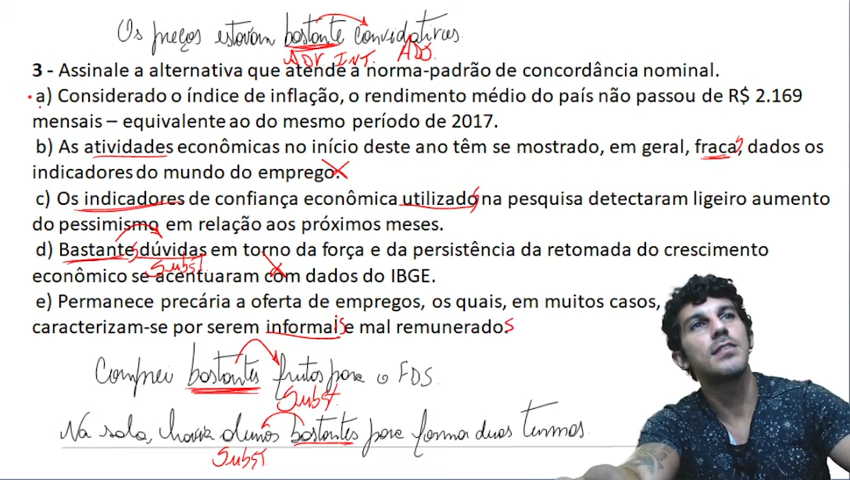 Os preços estavam bastante convidativos.
ADV INT. ADJ
3 - Assinale a alternativa que atende à norma-padrão de concordância nominal.
a) Considerado o índice de inflação, o rendimento médio do país não passou de R$ 2.169
mensais – equivalente ao do mesmo período de 2017.
b) As atividades econômicas no início deste ano têm se mostrado, em geral, fracas, dados os
indicadores do mundo do emprego.
c) Os indicadores de confiança econômica utilizados na pesquisa detectaram ligeiro aumento
do pessimismo em relação aos próximos meses.
d) Bastantes dúvidas em torno da força e da persistência da retomada do crescimento
Subst
econômico se acentuaram com dados do IBGE.
e) Permanece precária a oferta de empregos, os quais, em muitos casos,
caracterizam-se por serem informais e mal remunerados.
Comprei bastantes frutas para o FDS.
Subst.
Na sala, havia alunos bastantes para formar duas turmas.
Subst